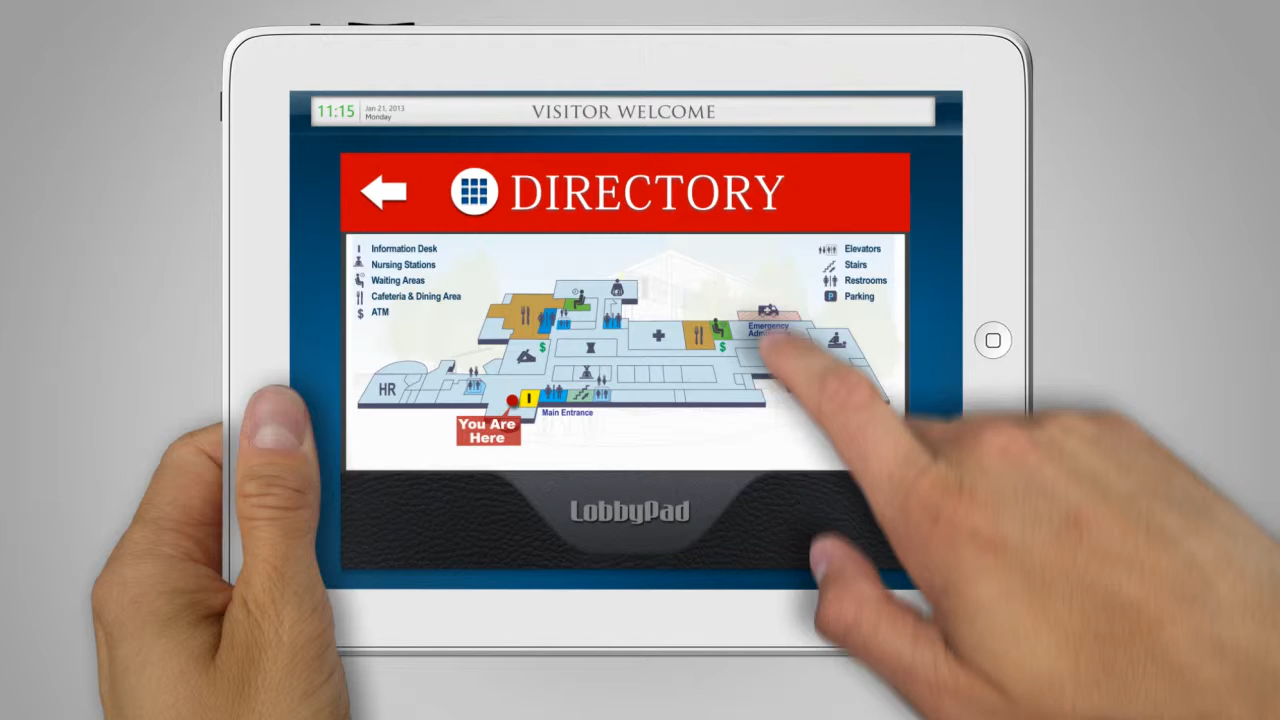 11:15
Jan 21, 2013
Monday
VISITOR WELCOME
DIRECTORY
I Information Desk
Nursing Stations
Waiting Areas
Cafeteria & Dining Area
$ ATM
Elevators
Stairs
Restrooms
P Parking
Emergency
$
$
HR
I
Main Entrance
You Are
Here
LobbyPad